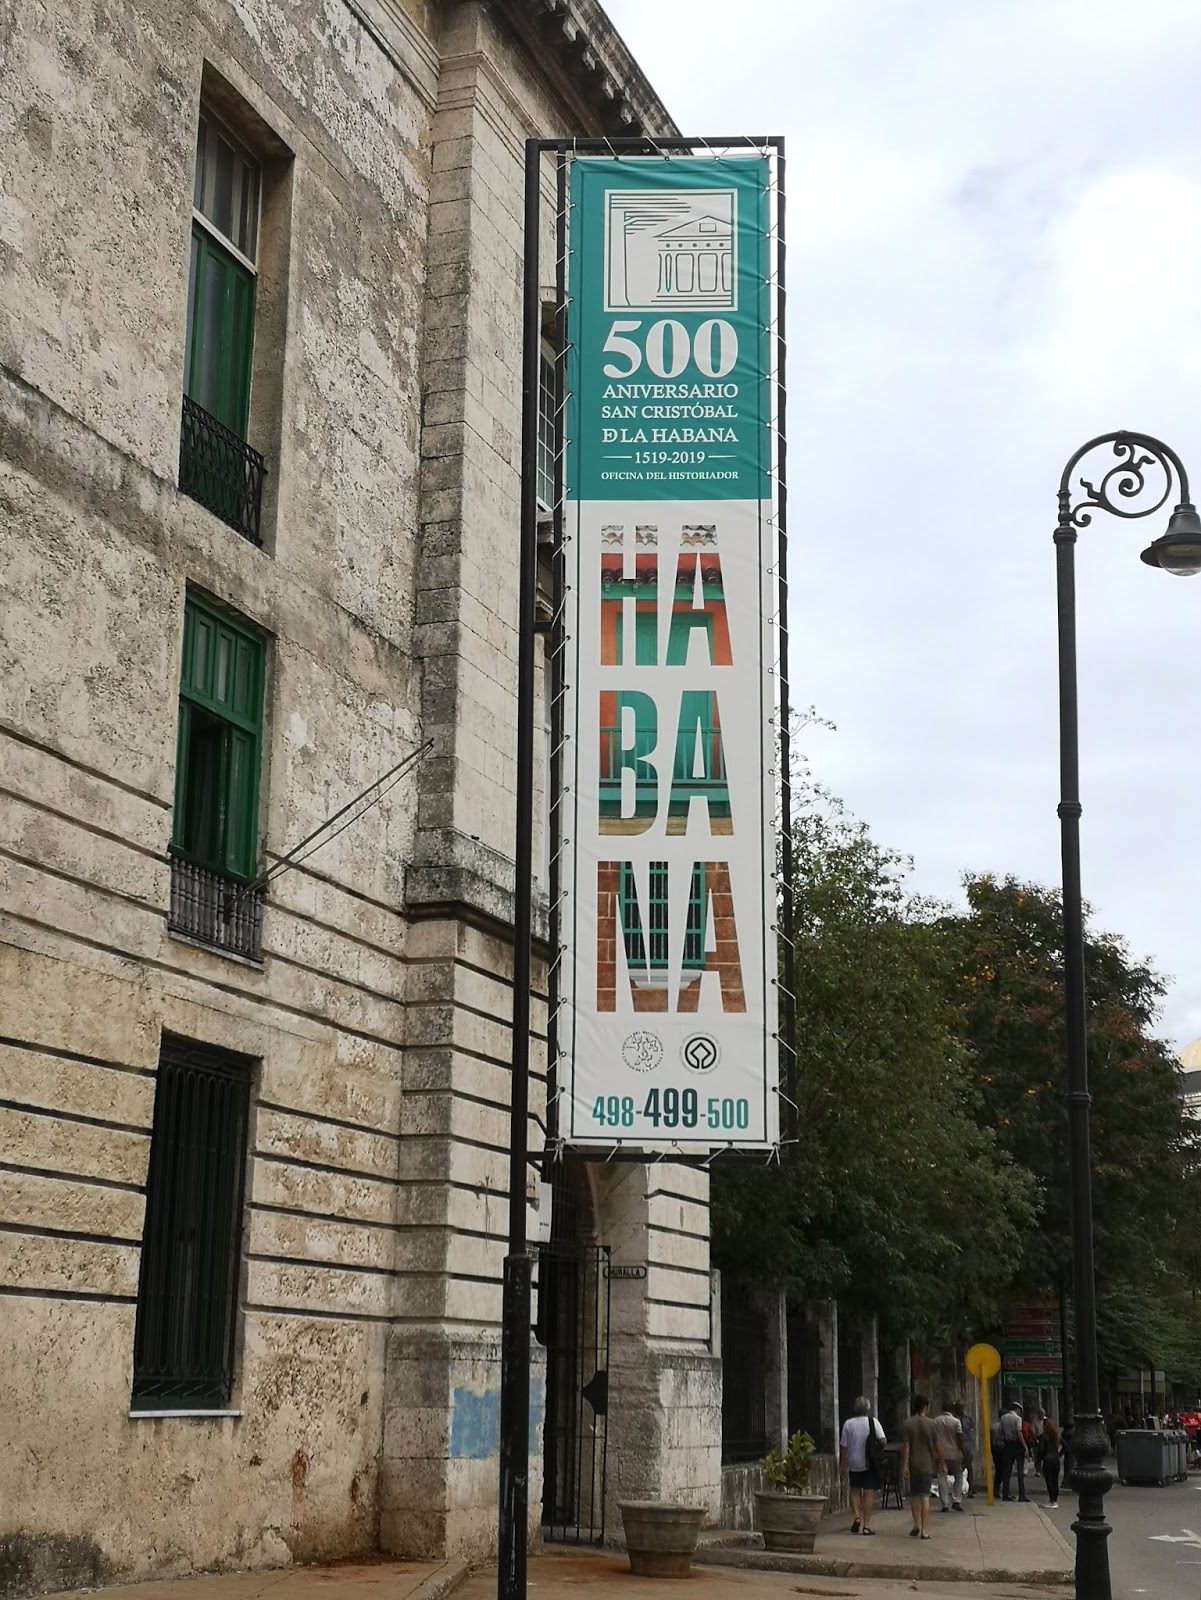 500
ANIVERSARIO
SAN CRISTÓBAL
DE LA HABANA
1519-2019
OFICINA DEL HISTORIADOR
HA
BA
NA
498-499-500
MURALLA